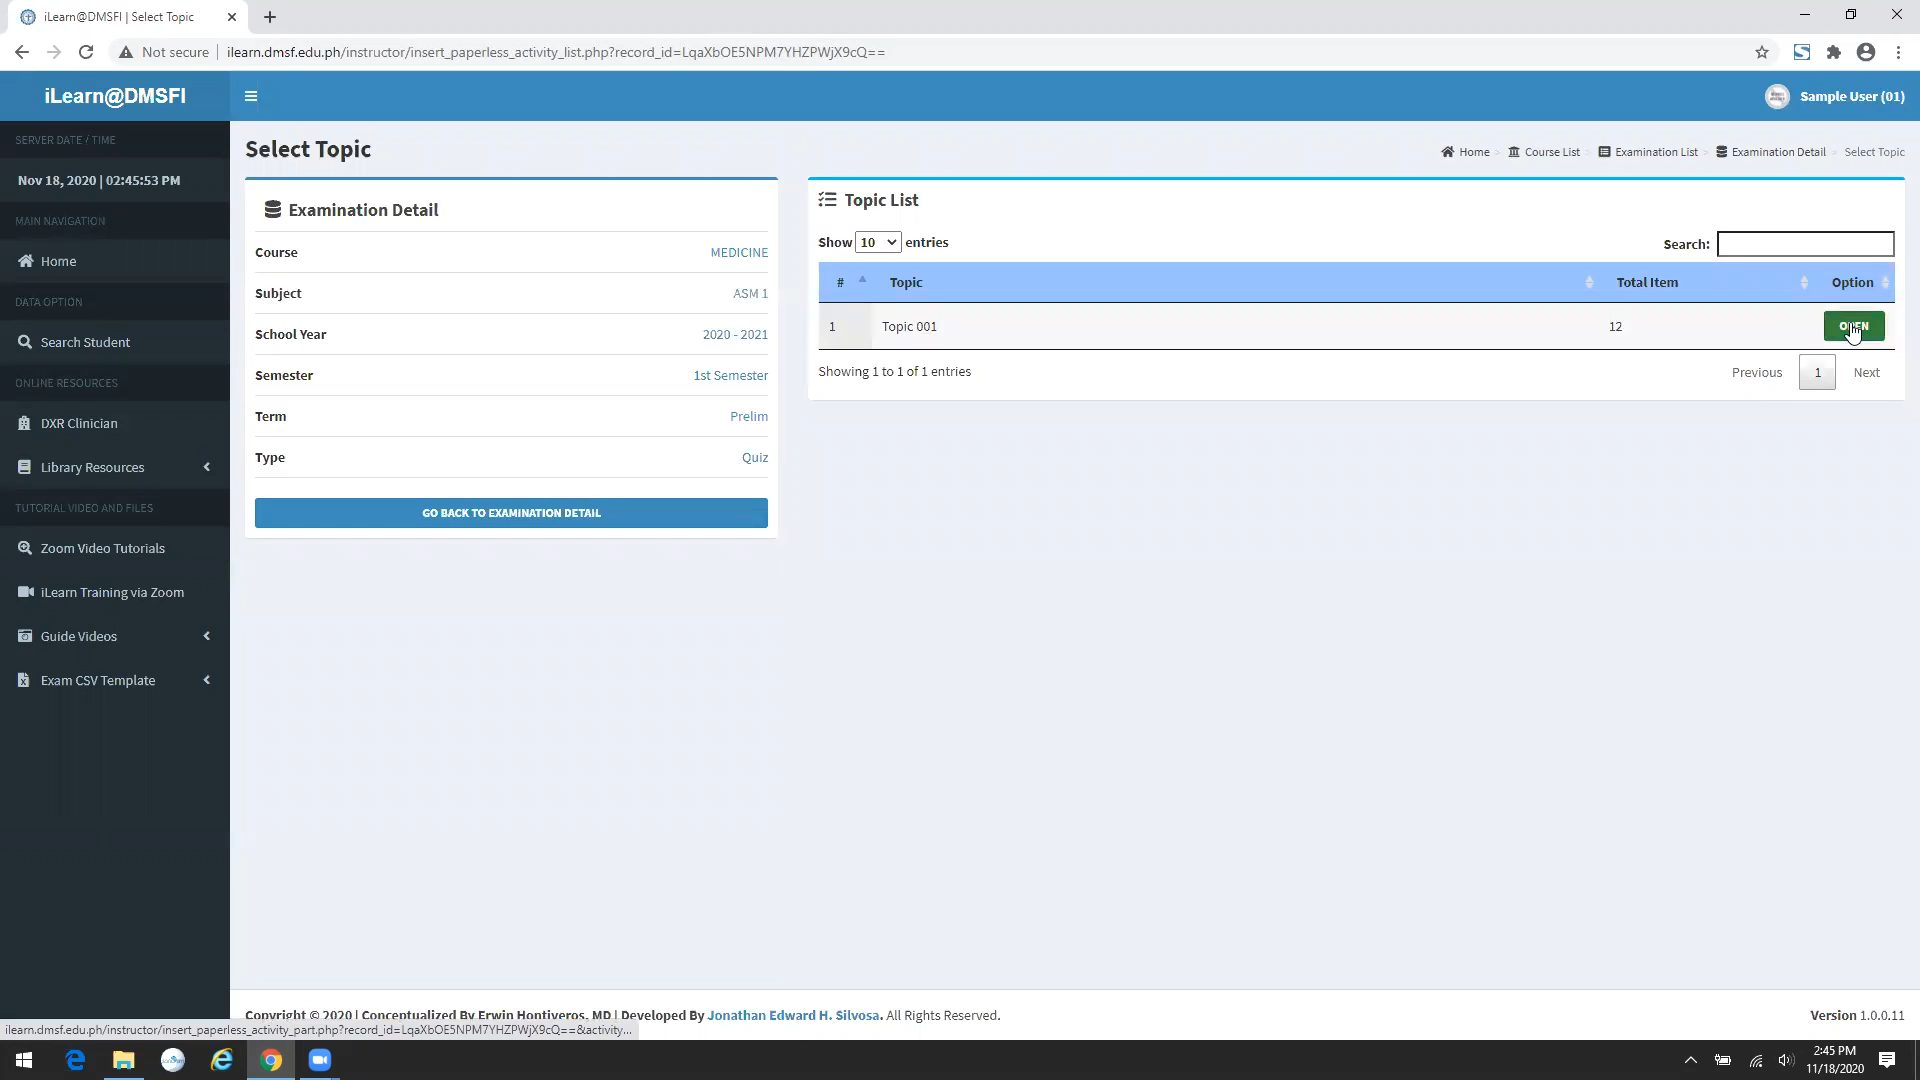 iLearn@DMSFI | Select Topic
Not secure
ilearn.dmsf.edu.ph/instructor/insert_paperless_activity_list.php?record_id=LqaXbOE5NPM7YHZPWjX9cQ==
iLearn@DMSFI
Sample User (01)
SERVER DATE / TIME
Nov 18, 2020 | 02:45:53 PM
MAIN NAVIGATION
Home
DATA OPTION
Search Student
ONLINE RESOURCES
DXR Clinician
Library Resources
TUTORIAL VIDEO AND FILES
Zoom Video Tutorials
iLearn Training via Zoom
Guide Videos
Exam CSV Template
Select Topic
Home Course List Examination List Examination Detail Select Topic
Examination Detail
Course MEDICINE
Subject ASM 1
School Year 2020 - 2021
Semester 1st Semester
Term Prelim
Type Quiz
GO BACK TO EXAMINATION DETAIL
Topic List
Show 10 entries
Search:
# Topic Total Item Option
1 Topic 001 12 OPEN
Showing 1 to 1 of 1 entries
Previous 1 Next
Copyright © 2020 | Conceptualized By Erwin Hontiveros, MD | Developed By Jonathan Edward H. Silvosa. All Rights Reserved.
Version 1.0.0.11
ilearn.dmsf.edu.ph/instructor/insert_paperless_activity_part.php?record_id=LqaXbOE5NPM7YHZPWjX9cQ==&activity...
2:45 PM
11/18/2020